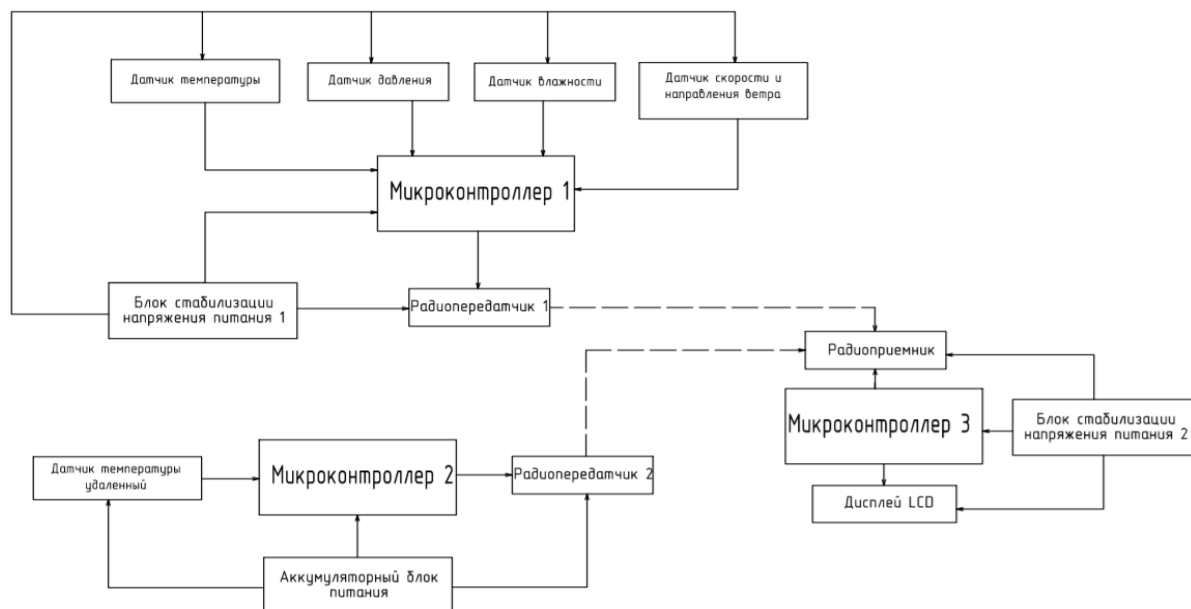 Датчик температуры
Датчик давления
Датчик влажности
Датчик скорости и
направления ветра
Микроконтроллер 1
Блок стабилизации
напряжения питания 1
Радиопередатчик 1
Радиоприемник
Микроконтроллер 3
Блок стабилизации
напряжения питания 2
Датчик температуры
удаленный
Микроконтроллер 2
Радиопередатчик 2
Дисплей LCD
Аккумуляторный блок
питания